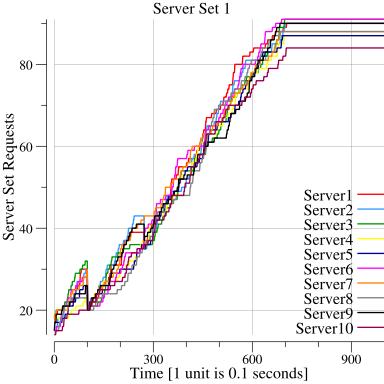 Server Set 1
Server Set Requests
80
60
40
20
Server1
Server2
Server3
Server4
Server5
Server6
Server7
Server8
Server9
Server10
0 300 600 900
Time [1 unit is 0.1 seconds]